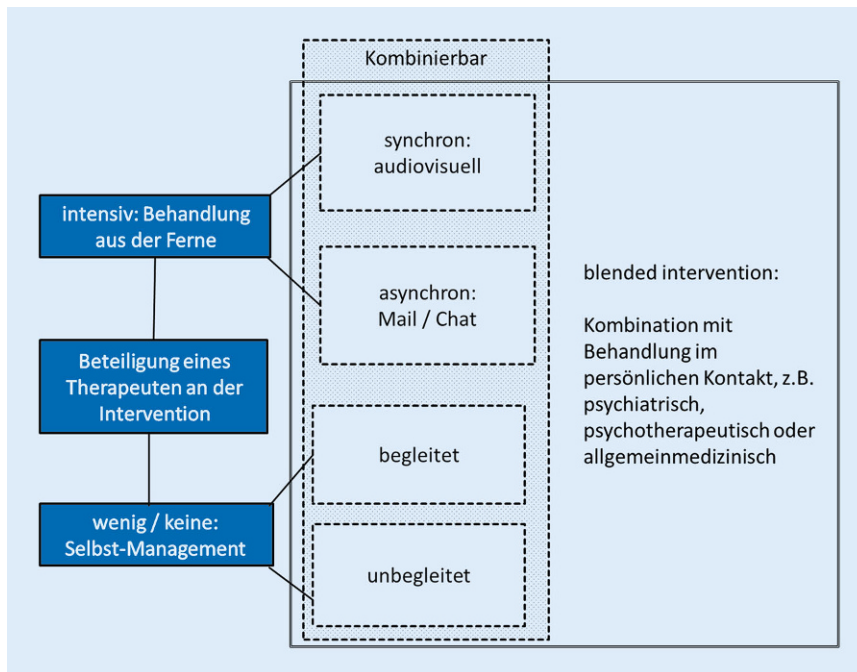 Kombinierbar
synchron:
audiovisuell
intensiv: Behandlung
aus der Ferne
asynchron:
Mail / Chat
Beteiligung eines
Therapeuten an der
Intervention
begleitet
wenig / keine:
Selbst-Management
unbegleitet
blended intervention:
Kombination mit
Behandlung im
persönlichen Kontakt, z.B.
psychiatrisch,
psychotherapeutisch oder
allgemeinmedizinisch